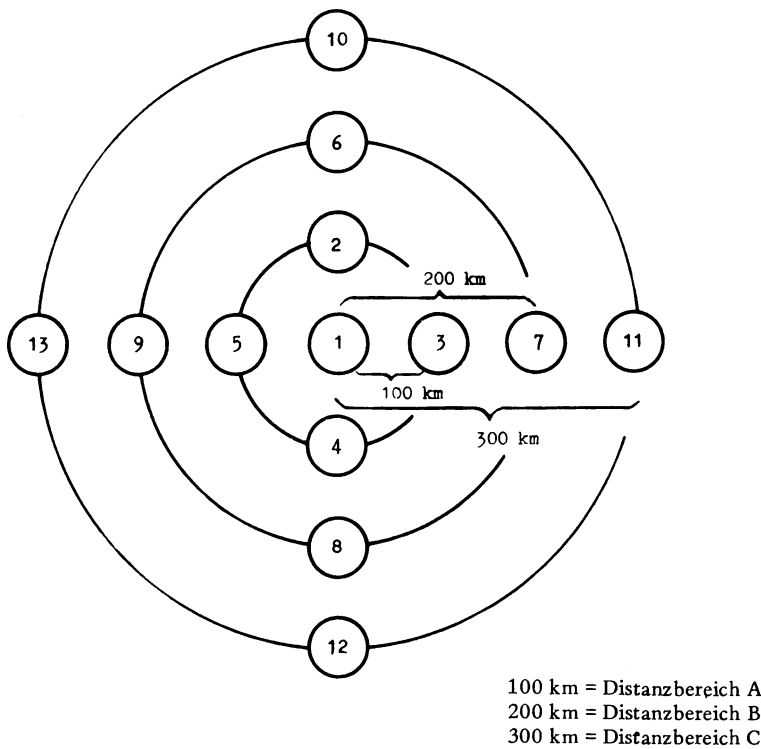 10
6
2
200 km
13 9 5 1 3 7 11
100 km
300 km
4
8
12
100 km = Distanzbereich A
200 km = Distanzbereich B
300 km = Distanzbereich C